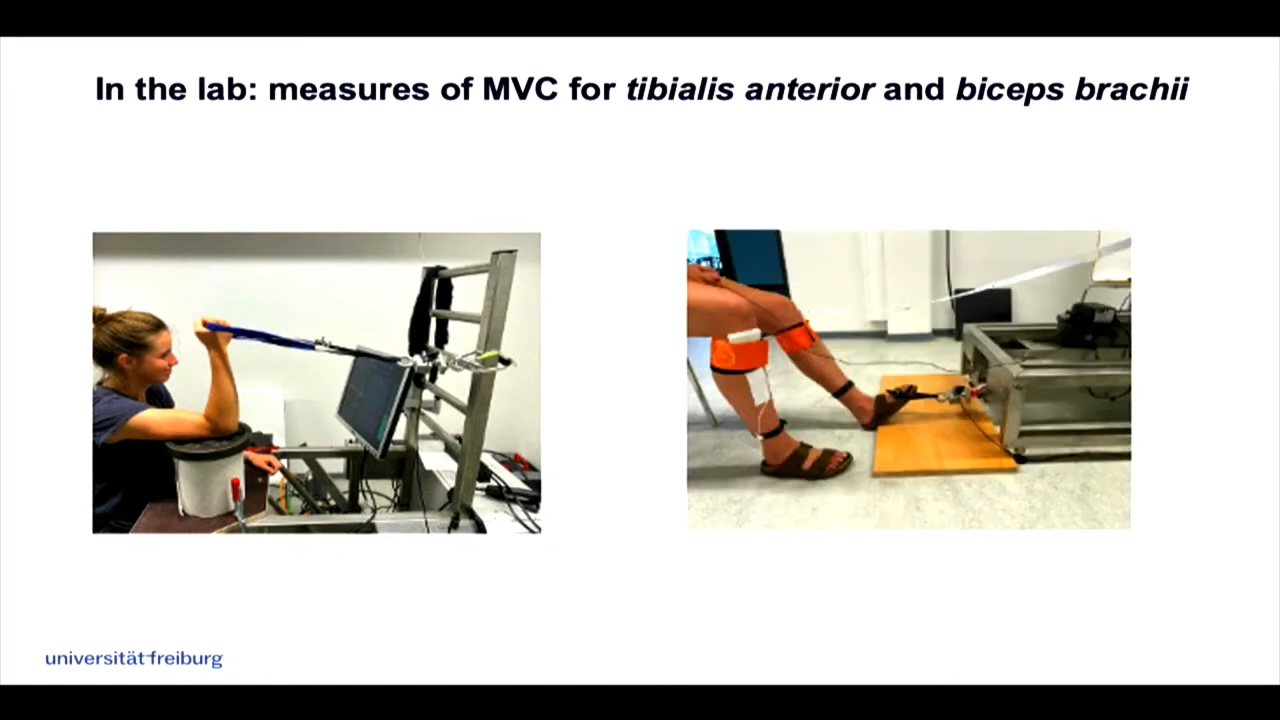 In the lab: measures of MVC for tibialis anterior and biceps brachii
universität freiburg